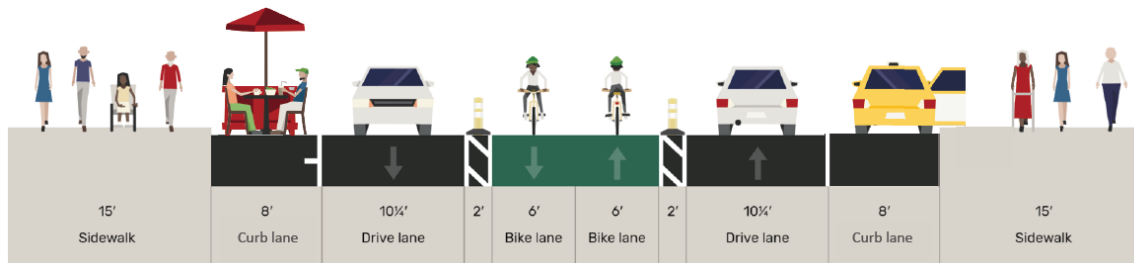 15′
Sidewalk
8′
Curb lane
10¼′
Drive lane
2′
6′
Bike lane
6′
Bike lane
2′
10¼′
Drive lane
8′
Curb lane
15′
Sidewalk